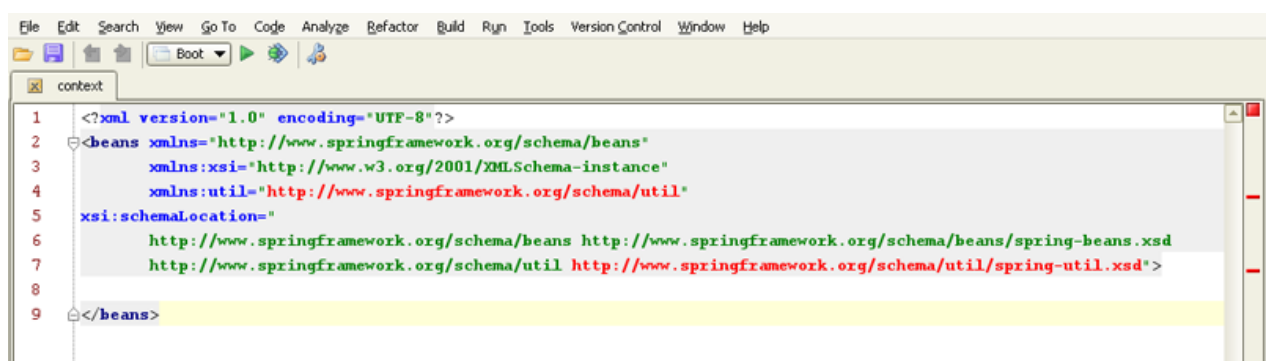 File Edit Search View Go To Code Analyze Refactor Build Run Tools Version Control Window Help
Boot
context
1 <?xml version="1.0" encoding="UTF-8"?>
2 <beans xmlns="http://www.springframework.org/schema/beans"
3 xmlns:xsi="http://www.w3.org/2001/XMLSchema-instance"
4 xmlns:util="http://www.springframework.org/schema/util"
5 xsi:schemaLocation="
6 http://www.springframework.org/schema/beans http://www.springframework.org/schema/beans/spring-beans.xsd
7 http://www.springframework.org/schema/util http://www.springframework.org/schema/util/spring-util.xsd">
8
9 </beans>